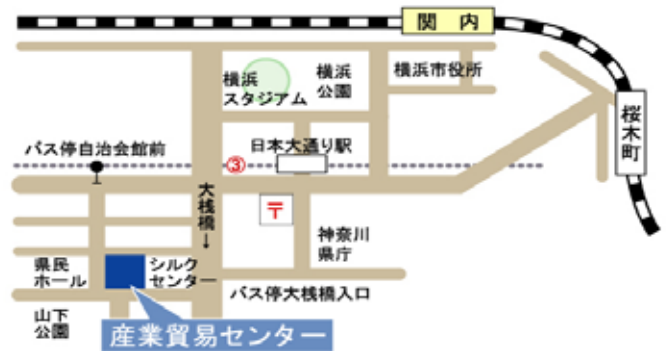 関内
横浜
スタジアム
横浜
公園
横浜市役所
桜木町
バス停自治会館前
③
日本大通り駅
大桟橋↓
〒
神奈川
県庁
県民
ホール
シルク
センター
バス停大桟橋入口
山下
公園
産業貿易センター